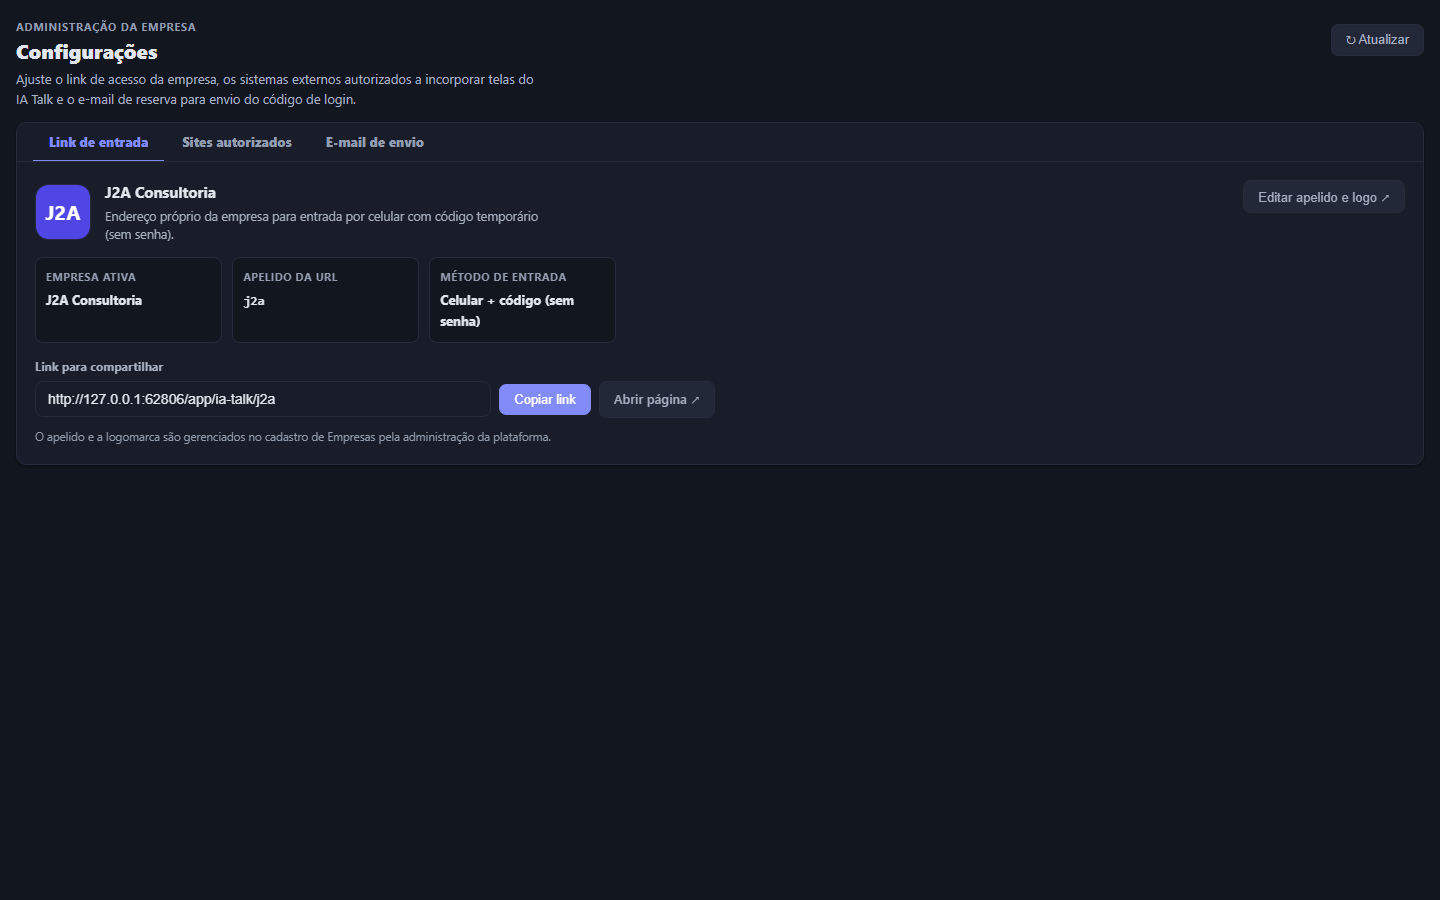 ADMINISTRAÇÃO DA EMPRESA
Configurações
Ajuste o link de acesso da empresa, os sistemas externos autorizados a incorporar telas do
IA Talk e o e-mail de reserva para envio do código de login.
↻ Atualizar
Link de entrada
Sites autorizados
E-mail de envio
J2A
J2A Consultoria
Endereço próprio da empresa para entrada por celular com código temporário
(sem senha).
Editar apelido e logo ↗
EMPRESA ATIVA
J2A Consultoria
APELIDO DA URL
j2a
MÉTODO DE ENTRADA
Celular + código (sem
senha)
Link para compartilhar
http://127.0.0.1:62806/app/ia-talk/j2a
Copiar link
Abrir página ↗
O apelido e a logomarca são gerenciados no cadastro de Empresas pela administração da plataforma.